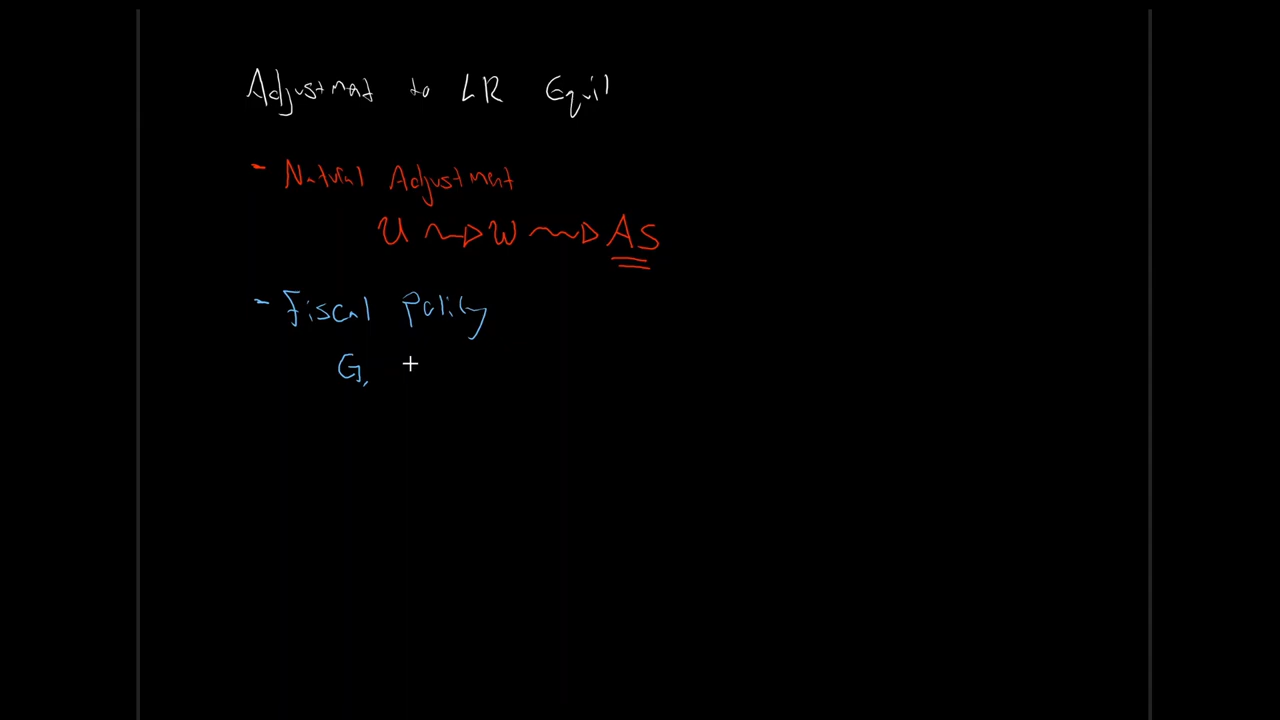 Adjustment to LR Equil
- Natural Adjustment
U → W → AS
- Fiscal Policy
G,